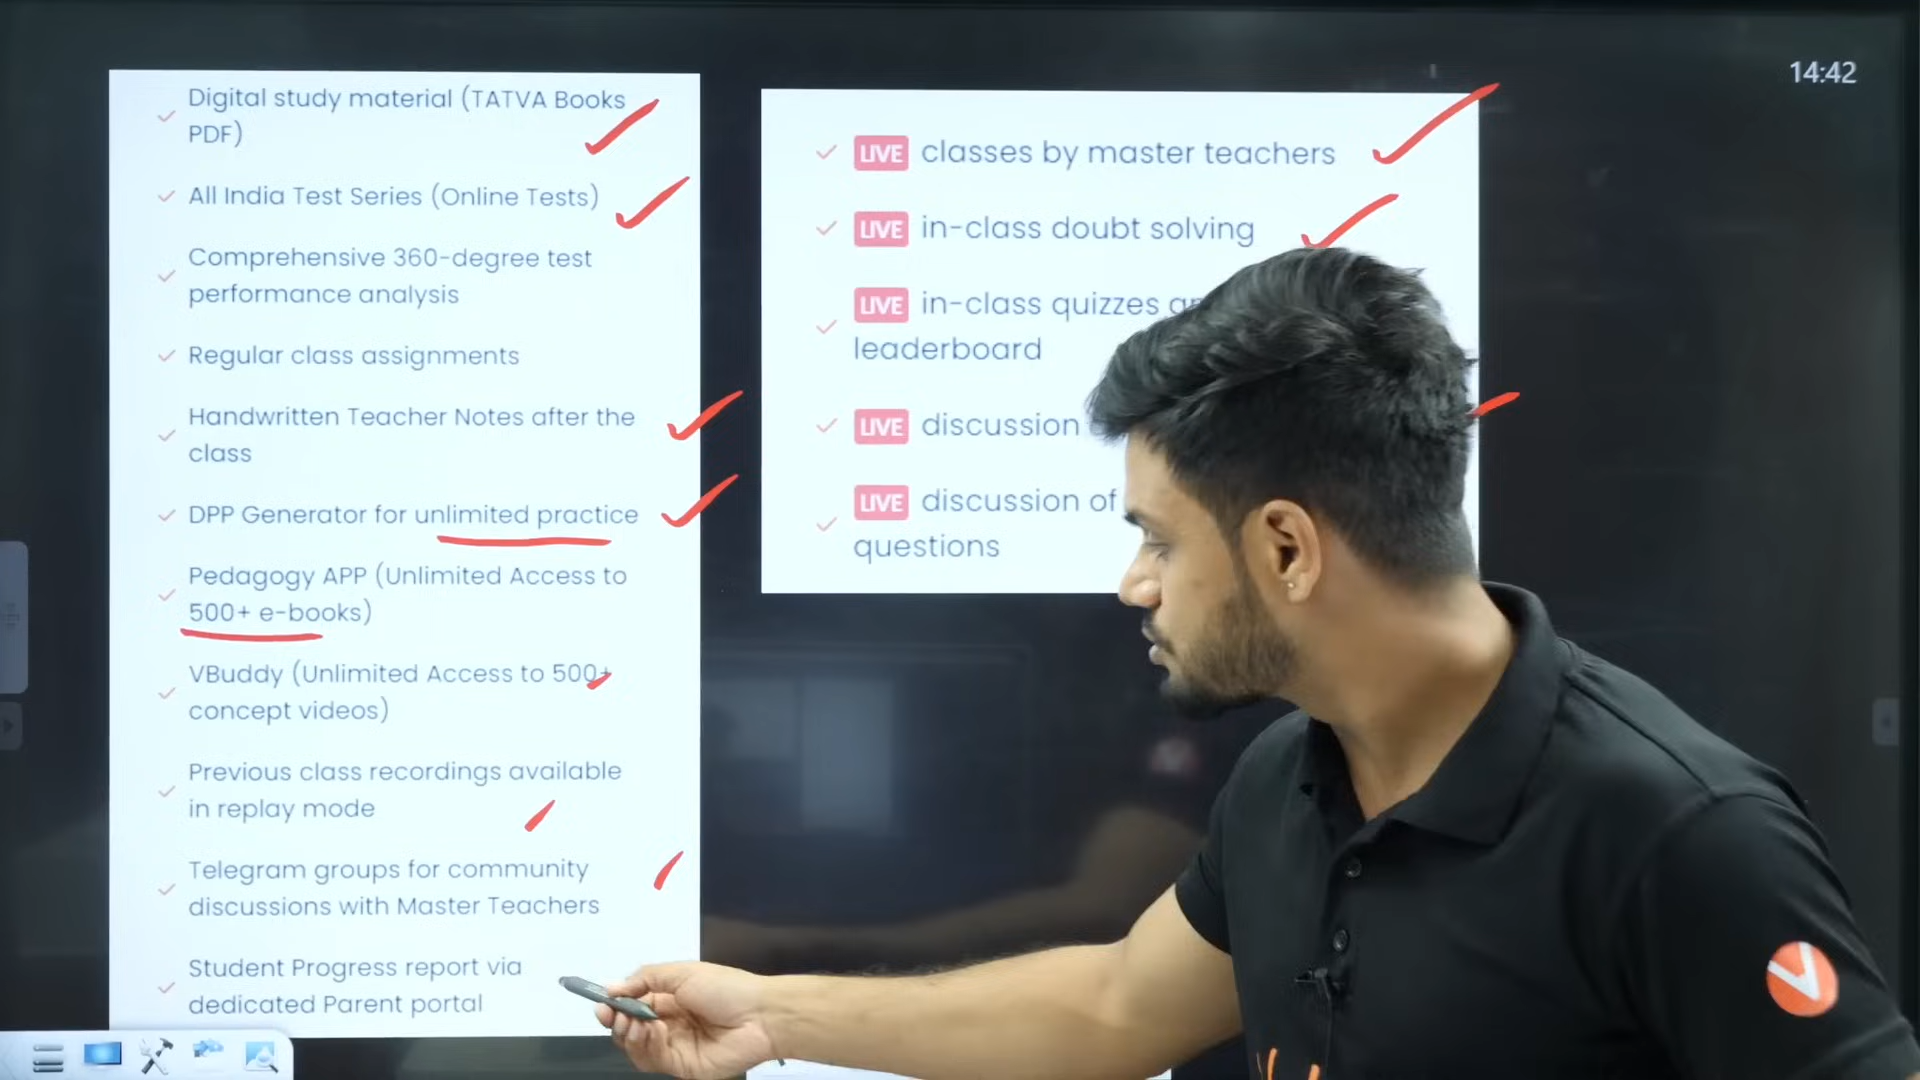 14:42
Digital study material (TATVA Books
PDF)
All India Test Series (Online Tests)
Comprehensive 360-degree test
performance analysis
Regular class assignments
Handwritten Teacher Notes after the
class
DPP Generator for unlimited practice
Pedagogy APP (Unlimited Access to
500+ e-books)
VBuddy (Unlimited Access to 500+
concept videos)
Previous class recordings available
in replay mode
Telegram groups for community
discussions with Master Teachers
Student Progress report via
dedicated Parent portal
LIVE classes by master teachers
LIVE in-class doubt solving
LIVE in-class quizzes
leaderboard
LIVE discussion
LIVE discussion of
questions